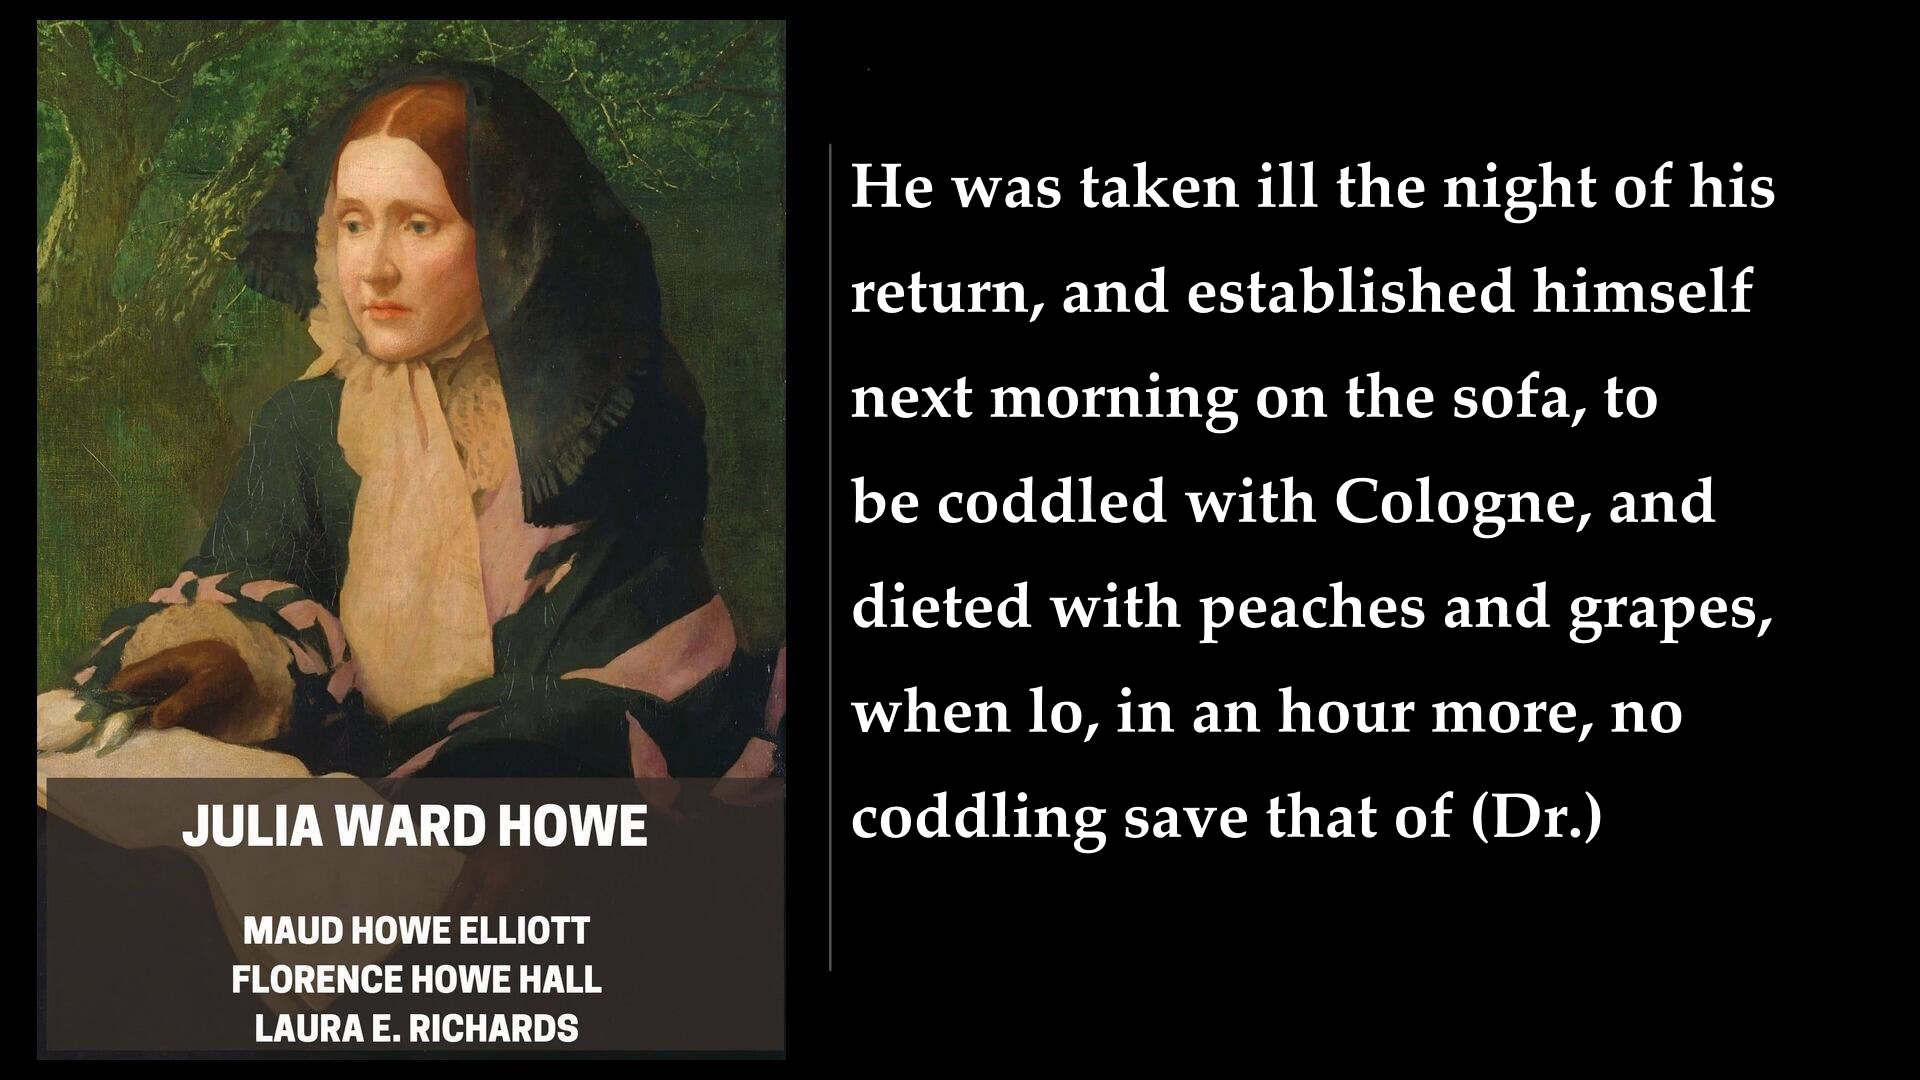 JULIA WARD HOWE
MAUD HOWE ELLIOTT
FLORENCE HOWE HALL
LAURA E. RICHARDS
He was taken ill the night of his
return, and established himself
next morning on the sofa, to
be coddled with Cologne, and
dieted with peaches and grapes,
when lo, in an hour more, no
coddling save that of (Dr.)